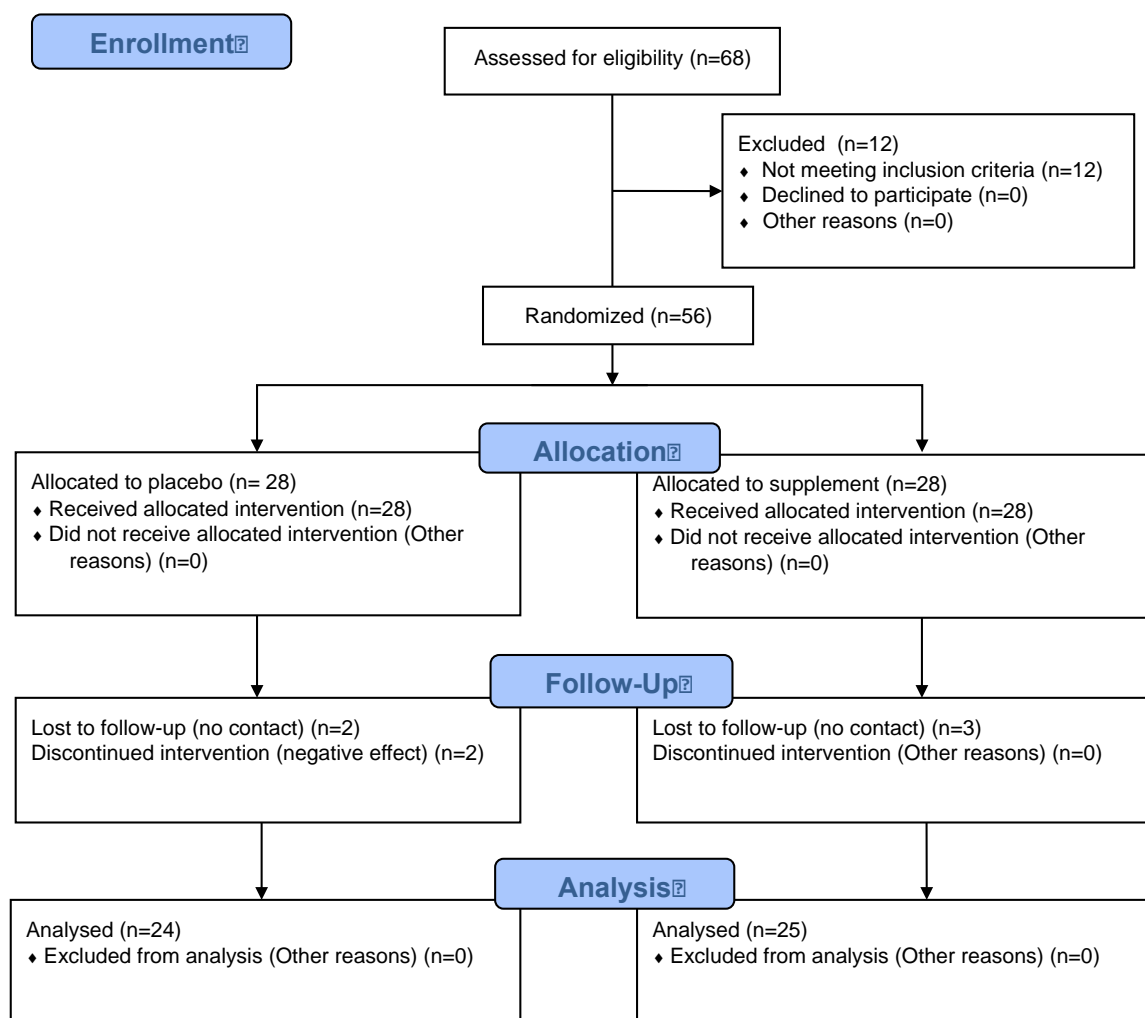 Enrollment
Assessed for eligibility (n=68)
Excluded  (n=12)
♦ Not meeting inclusion criteria (n=12)
♦ Declined to participate (n=0)
♦ Other reasons (n=0)
Randomized (n=56)
Allocation
Allocated to placebo (n= 28)
♦ Received allocated intervention (n=28)
♦ Did not receive allocated intervention (Other
reasons) (n=0)
Allocated to supplement (n=28)
♦ Received allocated intervention (n=28)
♦ Did not receive allocated intervention (Other
reasons) (n=0)
Follow-Up
Lost to follow-up (no contact) (n=2)
Discontinued intervention (negative effect) (n=2)
Lost to follow-up (no contact) (n=3)
Discontinued intervention (Other reasons) (n=0)
Analysis
Analysed (n=24)
♦ Excluded from analysis (Other reasons) (n=0)
Analysed (n=25)
♦ Excluded from analysis (Other reasons) (n=0)